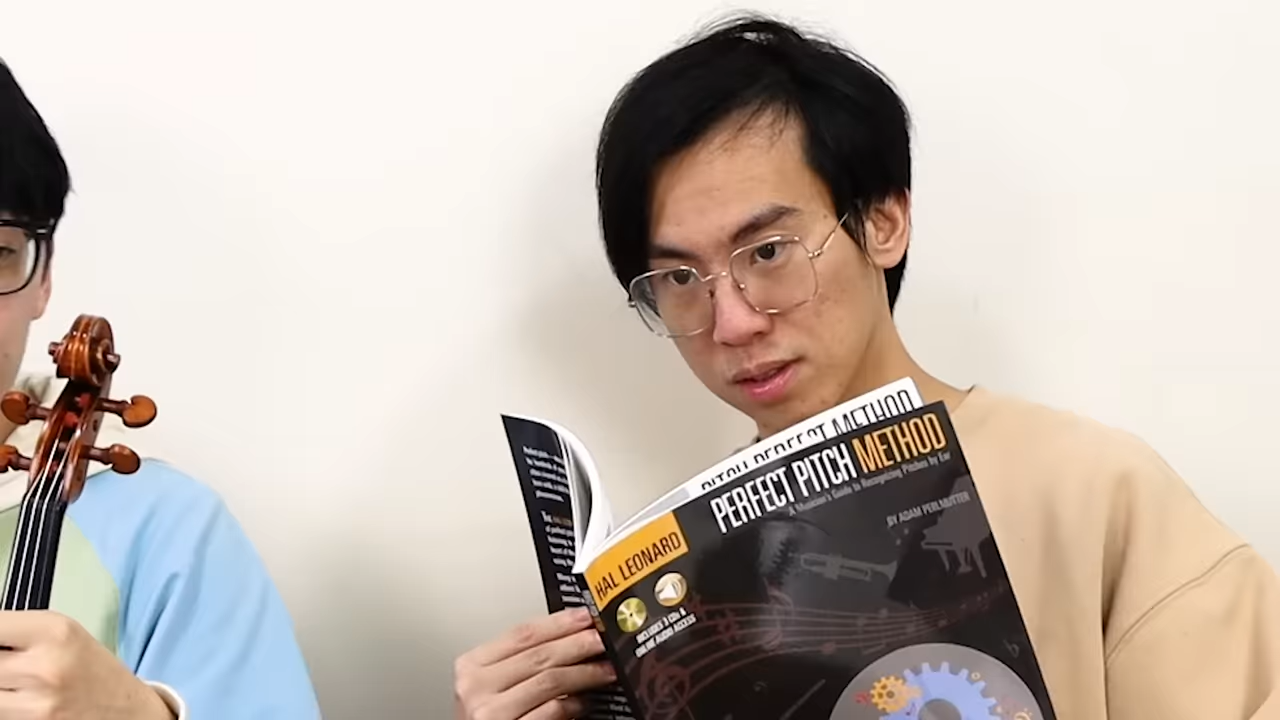 PITCH PERFECT METHOD
PERFECT PITCH METHOD
A Musician's Guide to Recognizing Pitches by Ear
BY ADAM PERLMUTTER
HAL LEONARD
INCLUDES 3 CDs &
ONLINE AUDIO ACCESS